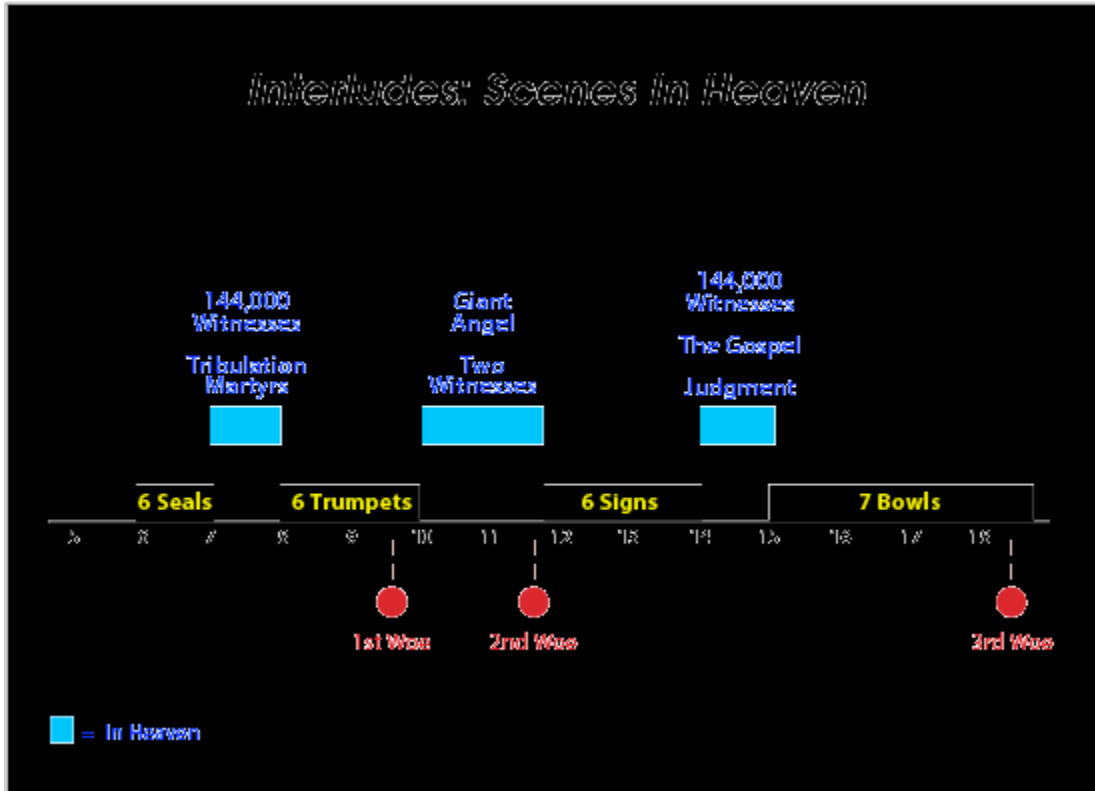 Interludes: Scenes In Heaven
144,000
Witnesses
Tribulation
Martyrs
Giant
Angel
Two
Witnesses
144,000
Witnesses
The Gospel
Judgment
6 Seals
6 Trumpets
6 Signs
7 Bowls
5 6 7 8 9 10 11 12 13 14 15 16 17 18
1st Woe
2nd Woe
3rd Woe
= In Heaven